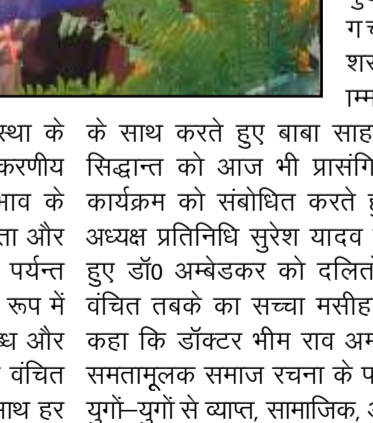 स्था के
करणीय
भाव के
ता और
पर्यन्त
रूप में
ब्ध और
वंचित
साथ हर
के साथ करते हुए बाबा साह
सिद्धान्त को आज भी प्रासंगि
कार्यक्रम को संबोधित करते
अध्यक्ष प्रतिनिधि सुरेश यादव
हुए डॉ0 अम्बेडकर को दलितो
वंचित तबके का सच्चा मसीह
कहा कि डॉक्टर भीम राव अम
समतामूलक समाज रचना के प
युगों–युगों से व्याप्त, सामाजिक,
ग च
शस
म्म